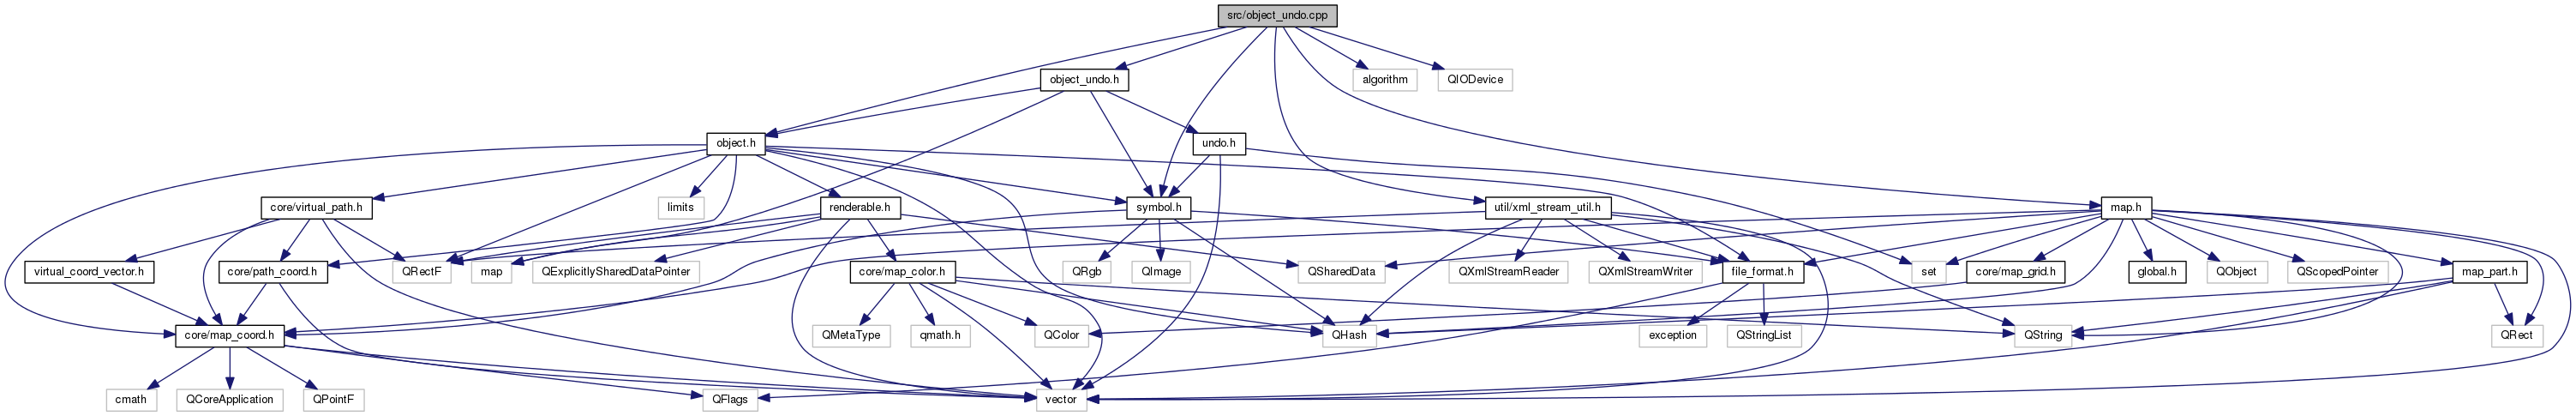 src/object_undo.cpp
object_undo.h
algorithm
QIODevice
object.h
undo.h
core/virtual_path.h
limits
renderable.h
symbol.h
util/xml_stream_util.h
map.h
virtual_coord_vector.h
core/path_coord.h
QRectF
map
QExplicitlySharedDataPointer
core/map_color.h
QRgb
QImage
QSharedData
QXmlStreamReader
QXmlStreamWriter
file_format.h
set
core/map_grid.h
global.h
QObject
QScopedPointer
map_part.h
core/map_coord.h
QMetaType
qmath.h
QColor
QHash
exception
QStringList
QString
QRect
cmath
QCoreApplication
QPointF
QFlags
vector